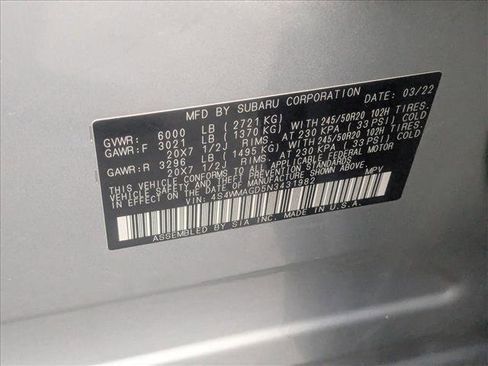 MFD BY SUBARU CORPORATION DATE: 03/22
GVWR: 6000 LB (2721 KG)
GAWR:F 3021 LB (1370 KG) WITH 245/50R20 102H TIRES.
20X7 1/2J RIMS. AT 230 KPA (33 PSI) COLD
GAWR:R 3296 LB (1495 KG) WITH 245/50R20 102H TIRES.
20X7 1/2J RIMS. AT 230 KPA (33 PSI) COLD
THIS VEHICLE CONFORMS TO ALL APPLICABLE FEDERAL MOTOR
VEHICLE SAFETY AND THEFT PREVENTION STANDARDS
IN EFFECT ON THE DATE OF MANUFACTURE SHOWN ABOVE.
VIN: 4S4WMAGD5N3431982 MPV
ASSEMBLED BY SIA INC. MADE IN U.S.A.